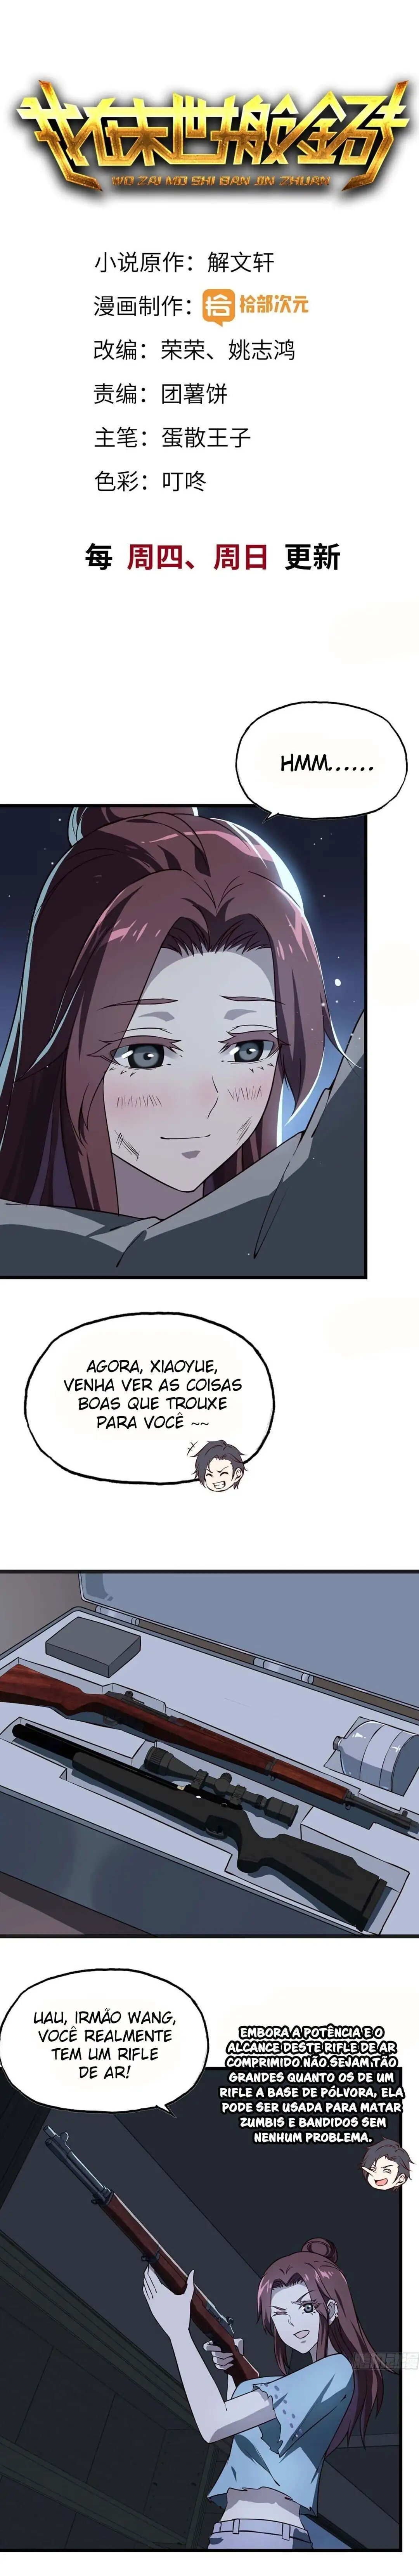 我在末世搬金砖
WO ZAI MO SHI BAN JIN ZHUAN
小说原作：解文轩
漫画制作：拾 拾部次元
改编：荣荣、姚志鸿
责编：团薯饼
主笔：蛋散王子
色彩：叮咚
每 周四、周日 更新
HMM......
AGORA, XIAOYUE,
VENHA VER AS COISAS
BOAS QUE TROUXE
PARA VOCÊ ~~
UAU, IRMÃO WANG,
VOCÊ REALMENTE
TEM UM RIFLE
DE AR!
EMBORA A POTÊNCIA E O
ALCANCE DESTE RIFLE DE AR
COMPRIMIDO NÃO SEJAM TÃO
GRANDES QUANTO OS DE UM
RIFLE A BASE DE PÓLVORA, ELA
PODE SER USADA PARA MATAR
ZUMBIS E BANDIDOS SEM
NENHUM PROBLEMA.